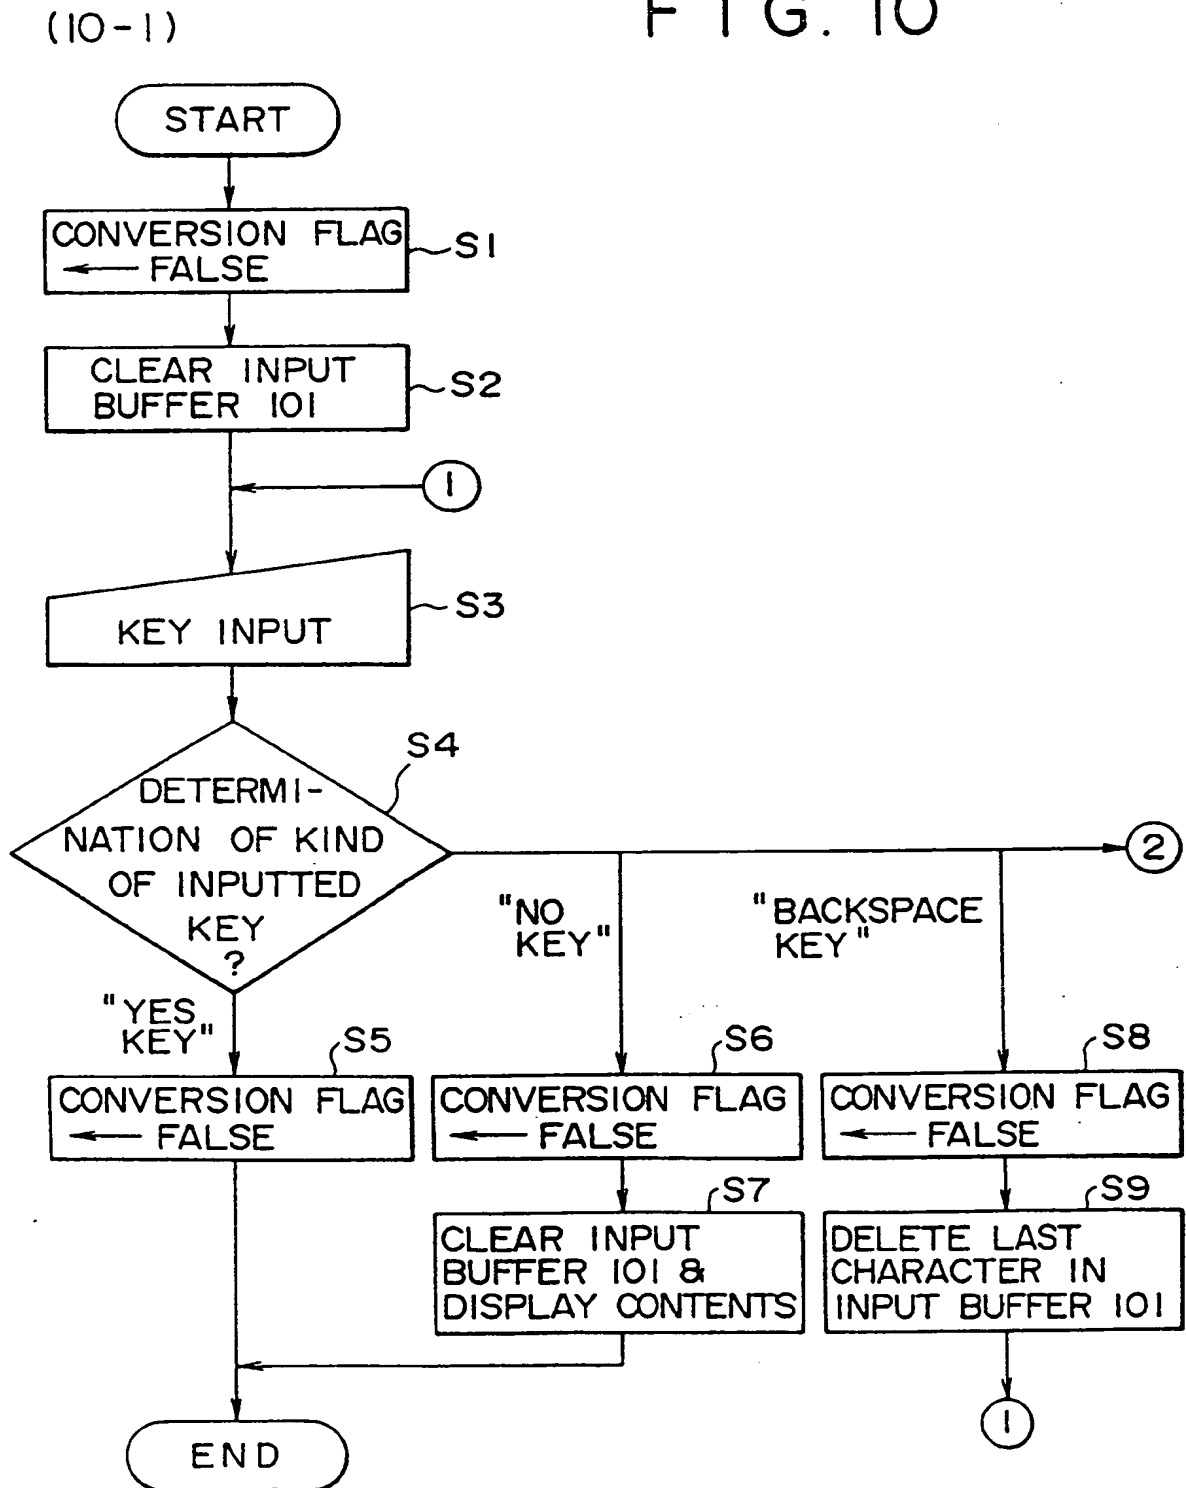 (10-1)
FIG. 10
START
CONVERSION FLAG
← FALSE
S1
CLEAR INPUT
BUFFER 101
S2
1
KEY INPUT
S3
S4
DETERMI-
NATION OF KIND
OF INPUTTED
KEY
?
2
"NO
KEY"
"BACKSPACE
KEY"
"YES
KEY"
S5
CONVERSION FLAG
← FALSE
S6
CONVERSION FLAG
← FALSE
S8
CONVERSION FLAG
← FALSE
S7
CLEAR INPUT
BUFFER 101 &
DISPLAY CONTENTS
S9
DELETE LAST
CHARACTER IN
INPUT BUFFER 101
1
END